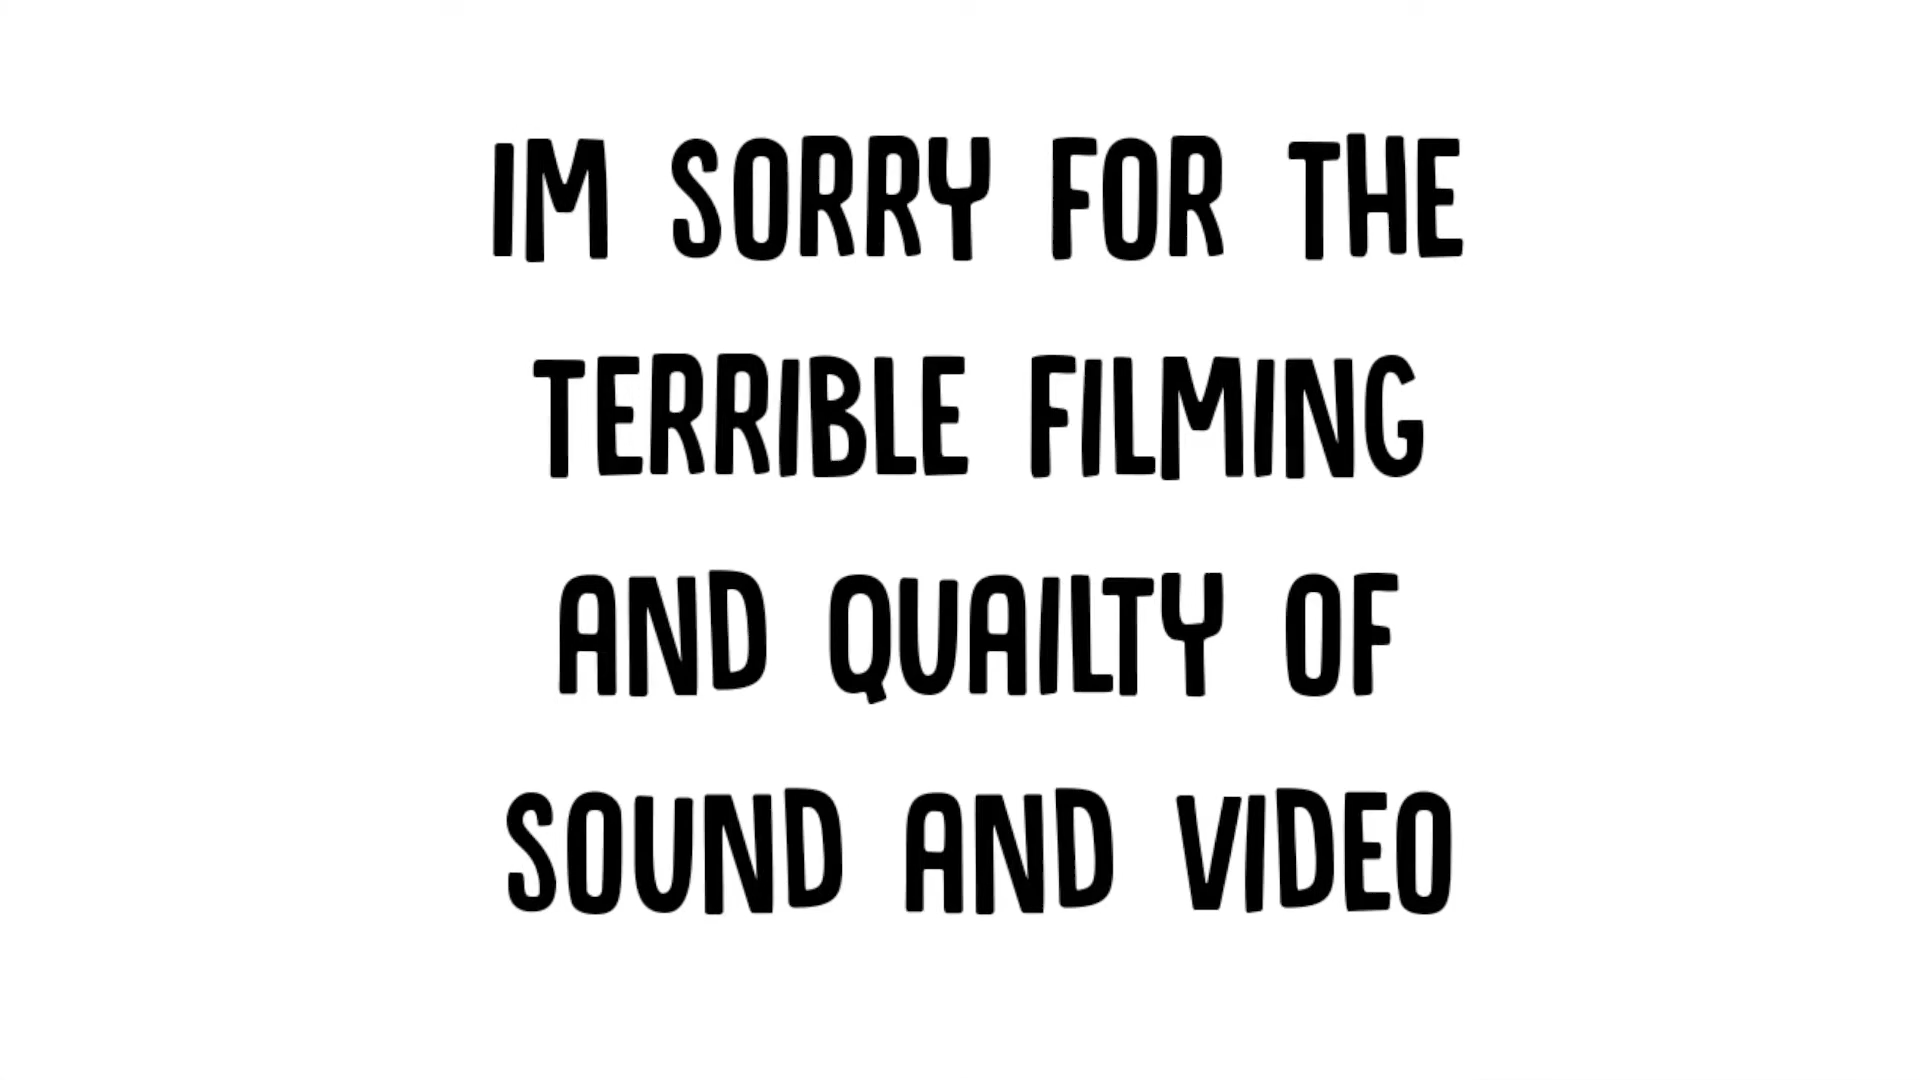 IM SORRY FOR THE
TERRIBLE FILMING
AND QUAILTY OF
SOUND AND VIDEO